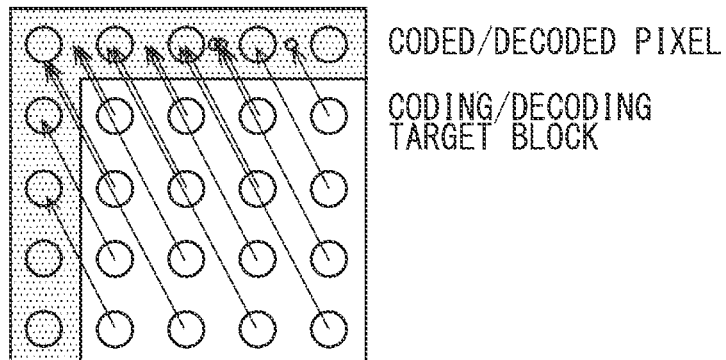 CODED/DECODED PIXEL
CODING/DECODING
TARGET BLOCK